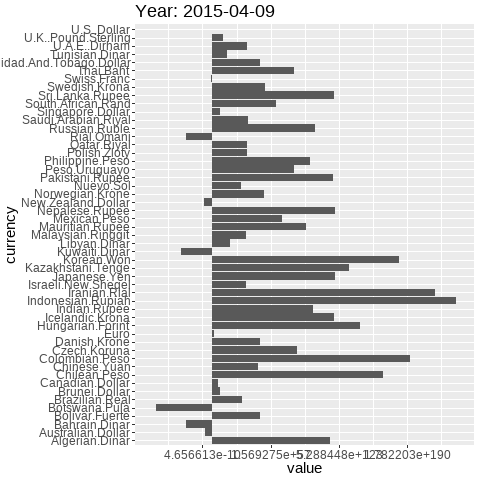 Year: 2015-04-09
U.S. Dollar
U.K. Pound Sterling
U.A.E. Dirham
Tunisian.Dinar
idad.And.Tobago.Dollar
Thai.Baht
Swiss.Franc
Swedish.Krona
Sri.Lanka.Rupee
South.African.Rand
Singapore.Dollar
Saudi.Arabian.Riyal
Russian.Ruble
Rial.Omani
Qatar.Riyal
Polish.Zloty
Philippine.Peso
Peso.Uruguayo
Pakistani.Rupee
Nuevo.Sol
Norwegian.Krone
New.Zealand.Dollar
Nepalese.Rupee
Mexican.Peso
Mauritian.Rupee
Malaysian.Ringgit
Libyan.Dinar
Kuwaiti.Dinar
Korean.Won
Kazakhstani.Tenge
Japanese.Yen
Israeli.New.Sheqel
Iranian.Rial
Indonesian.Rupiah
Indian.Rupee
Icelandic.Krona
Hungarian.Forint
Euro
Danish.Krone
Czech.Koruna
Colombian.Peso
Chinese.Yuan
Chilean.Peso
Canadian.Dollar
Brunei.Dollar
Brazilian.Real
Botswana.Pula
Bolivar.Fuerte
Bahrain.Dinar
Australian.Dollar
Algerian.Dinar
currency
value